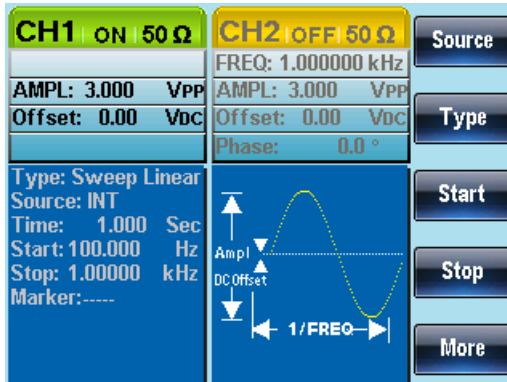 CH1 ON 50 Ω
AMPL: 3.000 VPP
Offset: 0.00 VDC
Type: Sweep Linear
Source: INT
Time: 1.000 Sec
Start: 100.000 Hz
Stop: 1.00000 kHz
Marker:-----
CH2 OFF 50 Ω
FREQ: 1.000000 kHz
AMPL: 3.000 VPP
Offset: 0.00 VDC
Phase: 0.0 °
Ampl
DC Offset
1/FREQ
Source
Type
Start
Stop
More